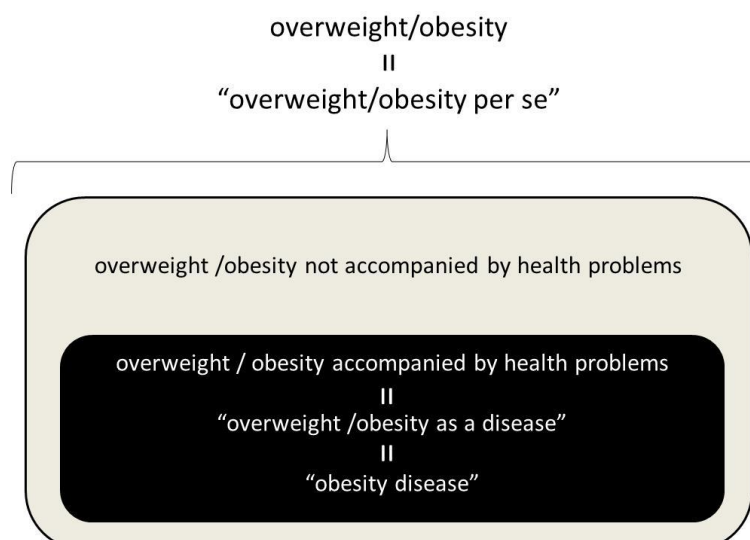 overweight/obesity
=
“overweight/obesity per se”
overweight /obesity not accompanied by health problems
overweight / obesity accompanied by health problems
=
“overweight /obesity as a disease”
=
“obesity disease”